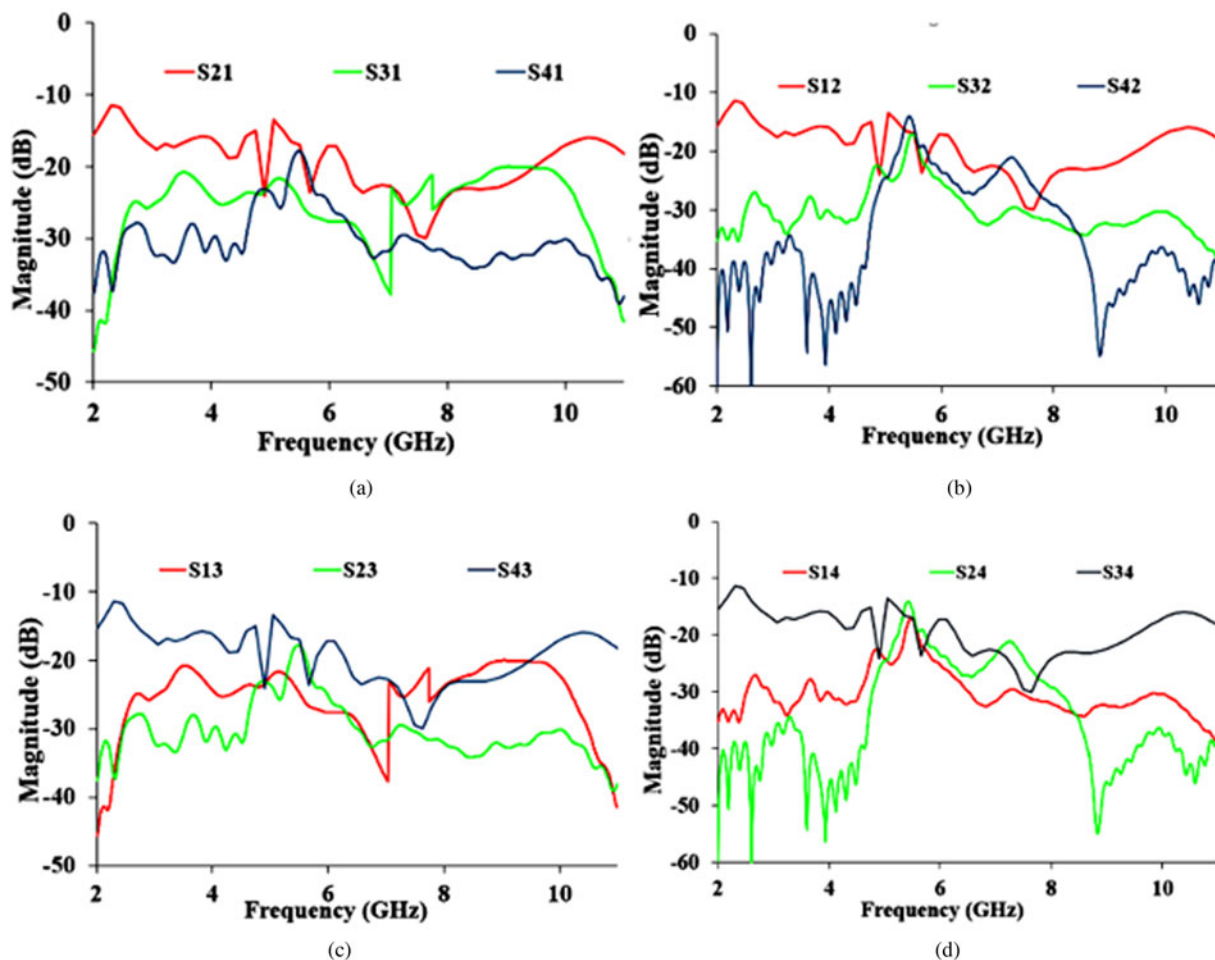 0
-10
-20
-30
-40
-50
Magnitude (dB)
S21 S31 S41
2 4 6 8 10
Frequency (GHz)
(a)
0
-10
-20
-30
-40
-50
-60
Magnitude (dB)
S12 S32 S42
2 4 6 8 10
Frequency (GHz)
(b)
0
-10
-20
-30
-40
-50
Magnitude (dB)
S13 S23 S43
2 4 6 8 10
Frequency (GHz)
(c)
0
-10
-20
-30
-40
-50
-60
Magnitude (dB)
S14 S24 S34
2 4 6 8 10
Frequency (GHz)
(d)